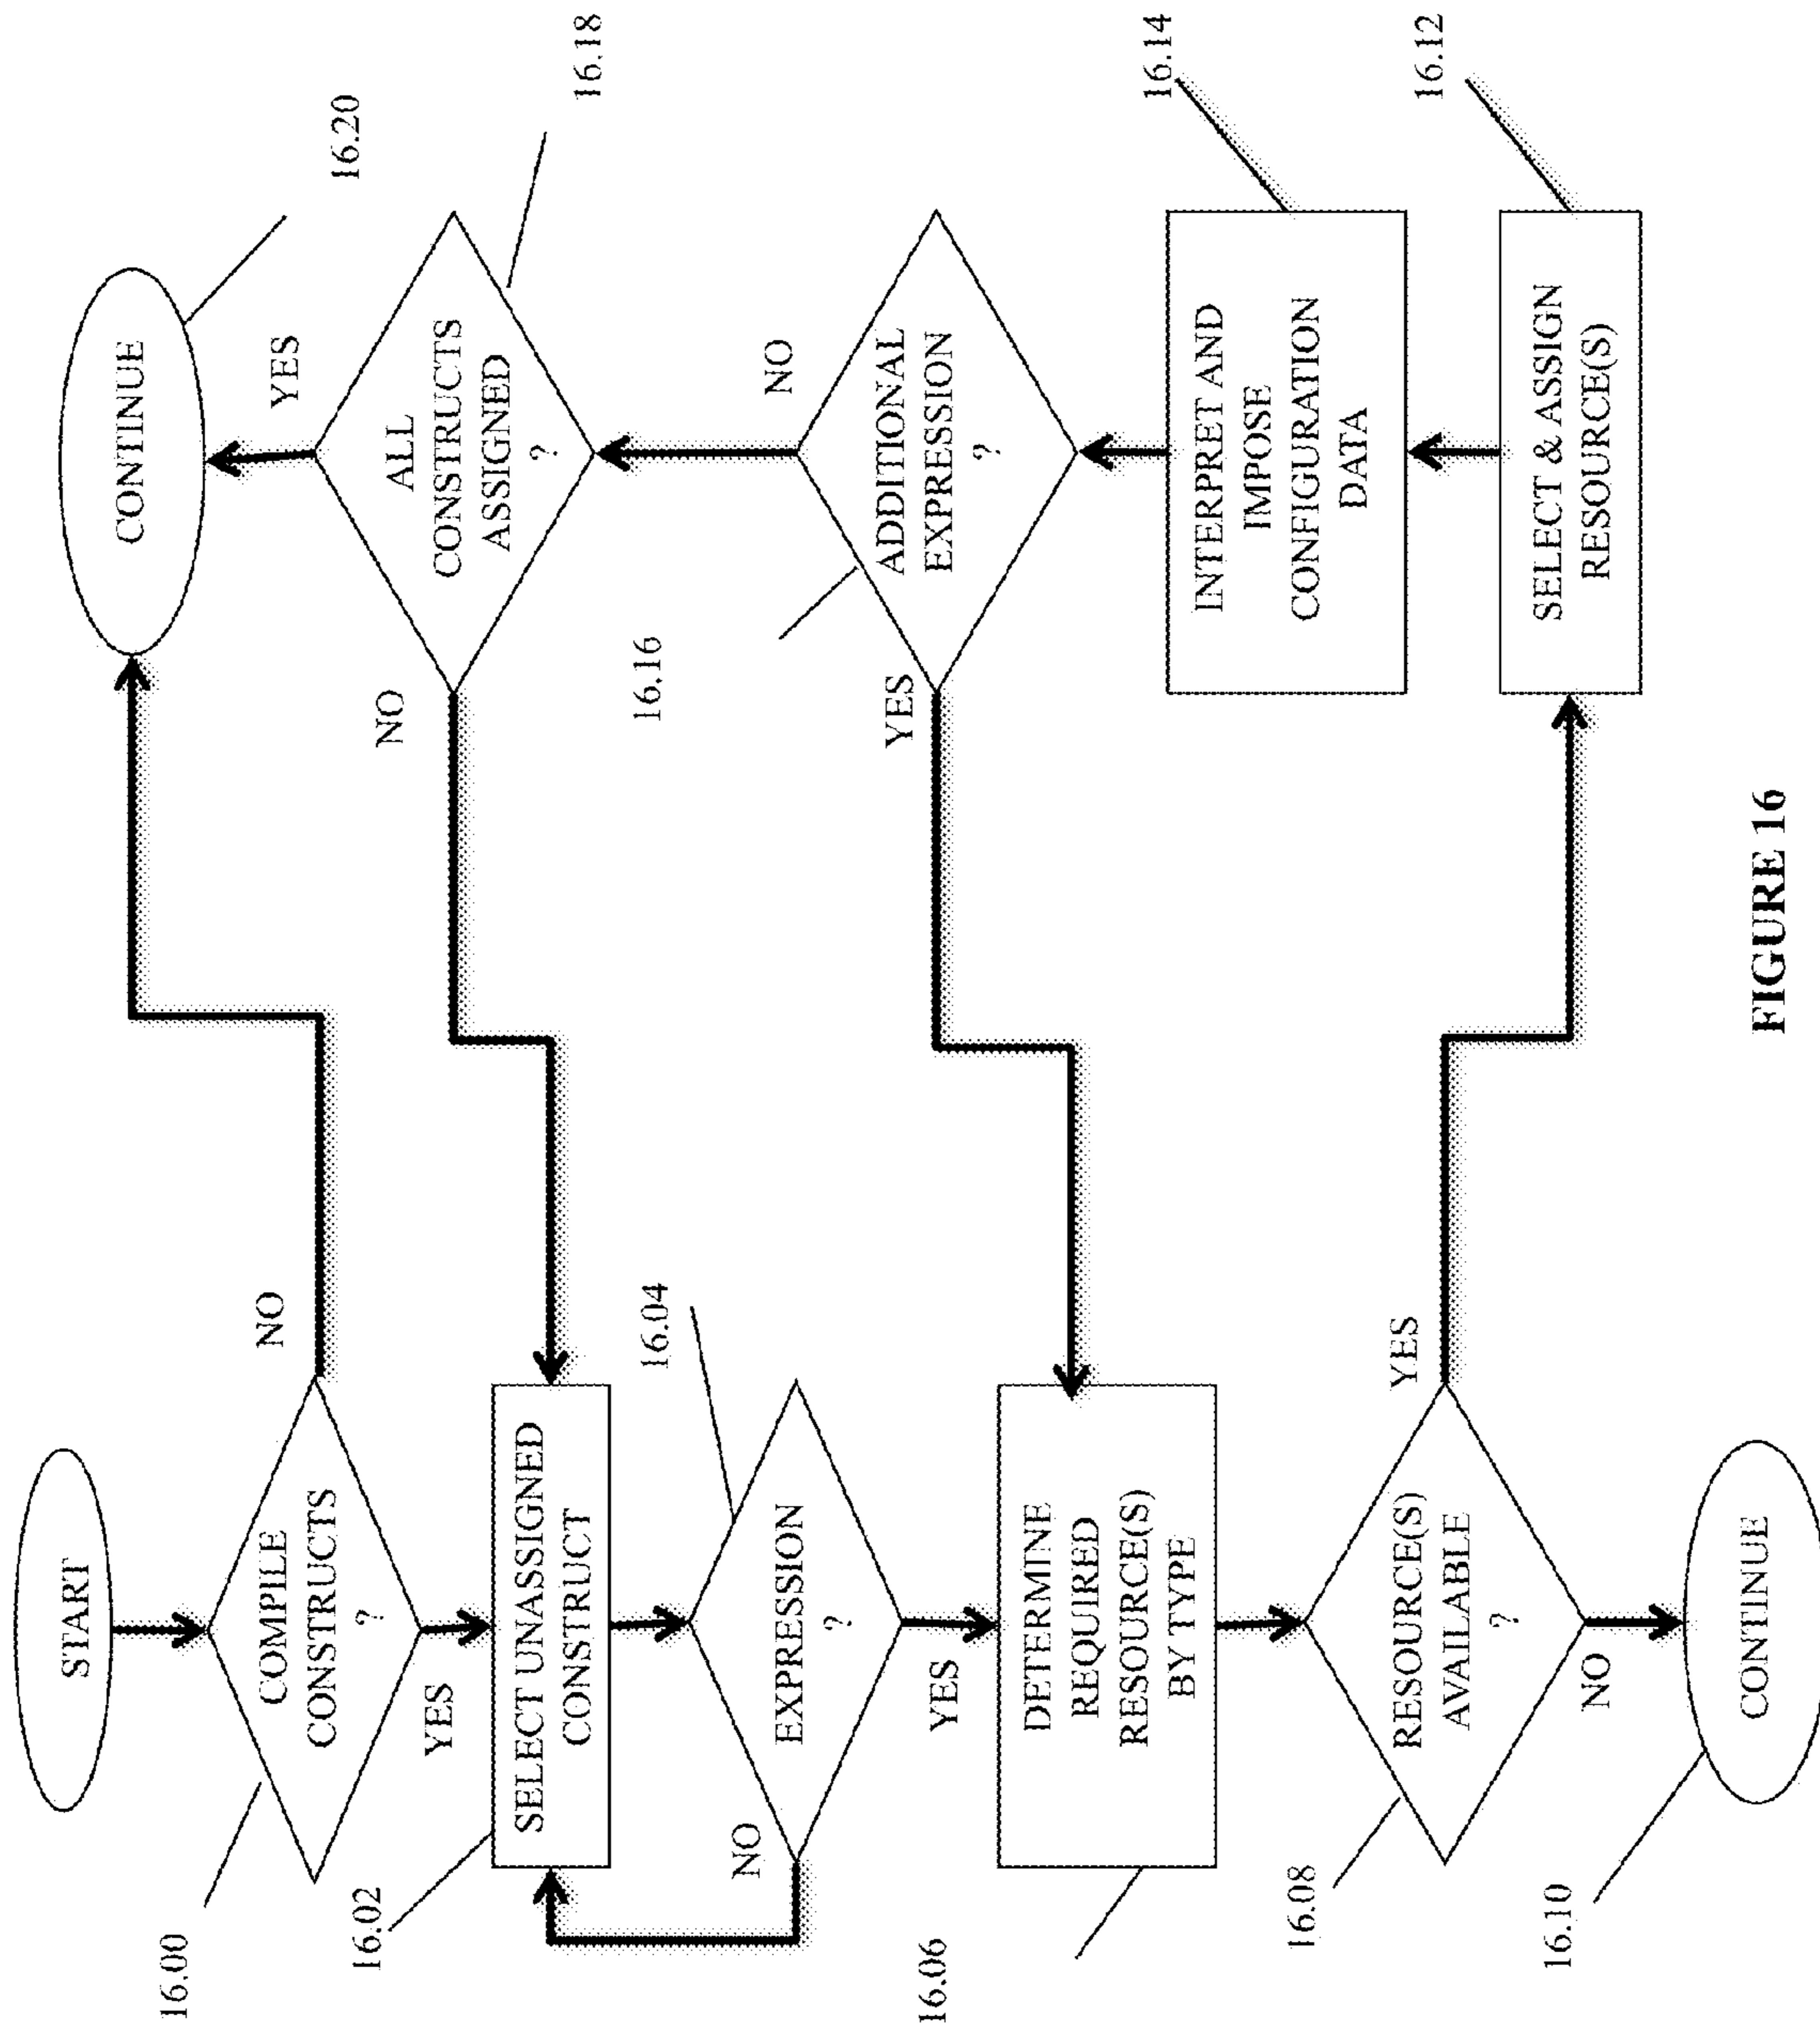 START
16.00
COMPILE
CONSTRUCTS
?
NO
YES
16.02
SELECT UNASSIGNED
CONSTRUCT
16.04
EXPRESSION
?
NO
YES
16.06
DETERMINE
REQUIRED
RESOURCE(S)
BY TYPE
16.08
RESOURCE(S)
AVAILABLE
?
YES
NO
16.10
CONTINUE
CONTINUE
16.20
YES
ALL
CONSTRUCTS
ASSIGNED
?
16.18
NO
NO
ADDITIONAL
EXPRESSION
?
16.16
YES
INTERPRET AND
IMPOSE
CONFIGURATION
DATA
16.14
SELECT & ASSIGN
RESOURCE(S)
16.12
FIGURE 16